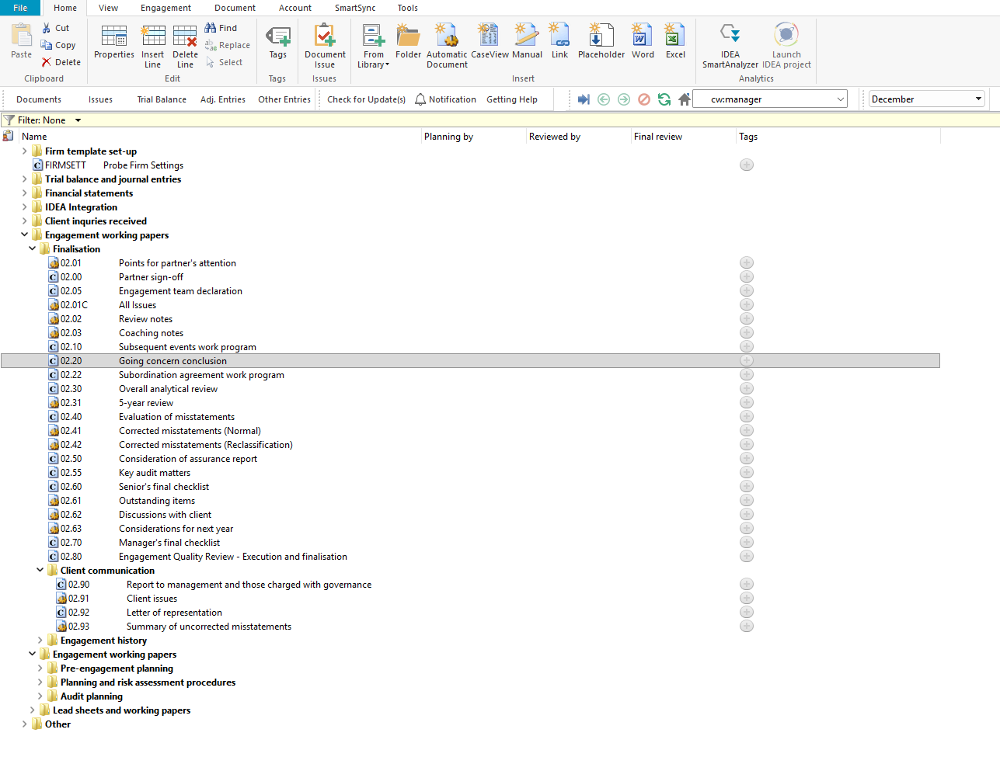 File Home View Engagement Document Account SmartSync Tools
Paste Cut Copy Delete
Properties Insert Line Delete Line Find Replace Select
Tags Document Issue
From Library Folder Automatic Document CaseView Manual Link Placeholder Word Excel
IDEA SmartAnalyzer Launch IDEA project
Clipboard Edit Tags Issues Insert Analytics
Documents Issues Trial Balance Adj. Entries Other Entries Check for Update(s) Notification Getting Help cw:manager December
Filter: None
Name Planning by Reviewed by Final review Tags
Firm template set-up
FIRMSETT Probe Firm Settings
Trial balance and journal entries
Financial statements
IDEA Integration
Client inquries received
Engagement working papers
Finalisation
02.01 Points for partner's attention
02.00 Partner sign-off
02.05 Engagement team declaration
02.01C All Issues
02.02 Review notes
02.03 Coaching notes
02.10 Subsequent events work program
02.20 Going concern conclusion
02.22 Subordination agreement work program
02.30 Overall analytical review
02.31 5-year review
02.40 Evaluation of misstatements
02.41 Corrected misstatements (Normal)
02.42 Corrected misstatements (Reclassification)
02.50 Consideration of assurance report
02.55 Key audit matters
02.60 Senior's final checklist
02.61 Outstanding items
02.62 Discussions with client
02.63 Considerations for next year
02.70 Manager's final checklist
02.80 Engagement Quality Review - Execution and finalisation
Client communication
02.90 Report to management and those charged with governance
02.91 Client issues
02.92 Letter of representation
02.93 Summary of uncorrected misstatements
Engagement history
Engagement working papers
Pre-engagement planning
Planning and risk assessment procedures
Audit planning
Lead sheets and working papers
Other